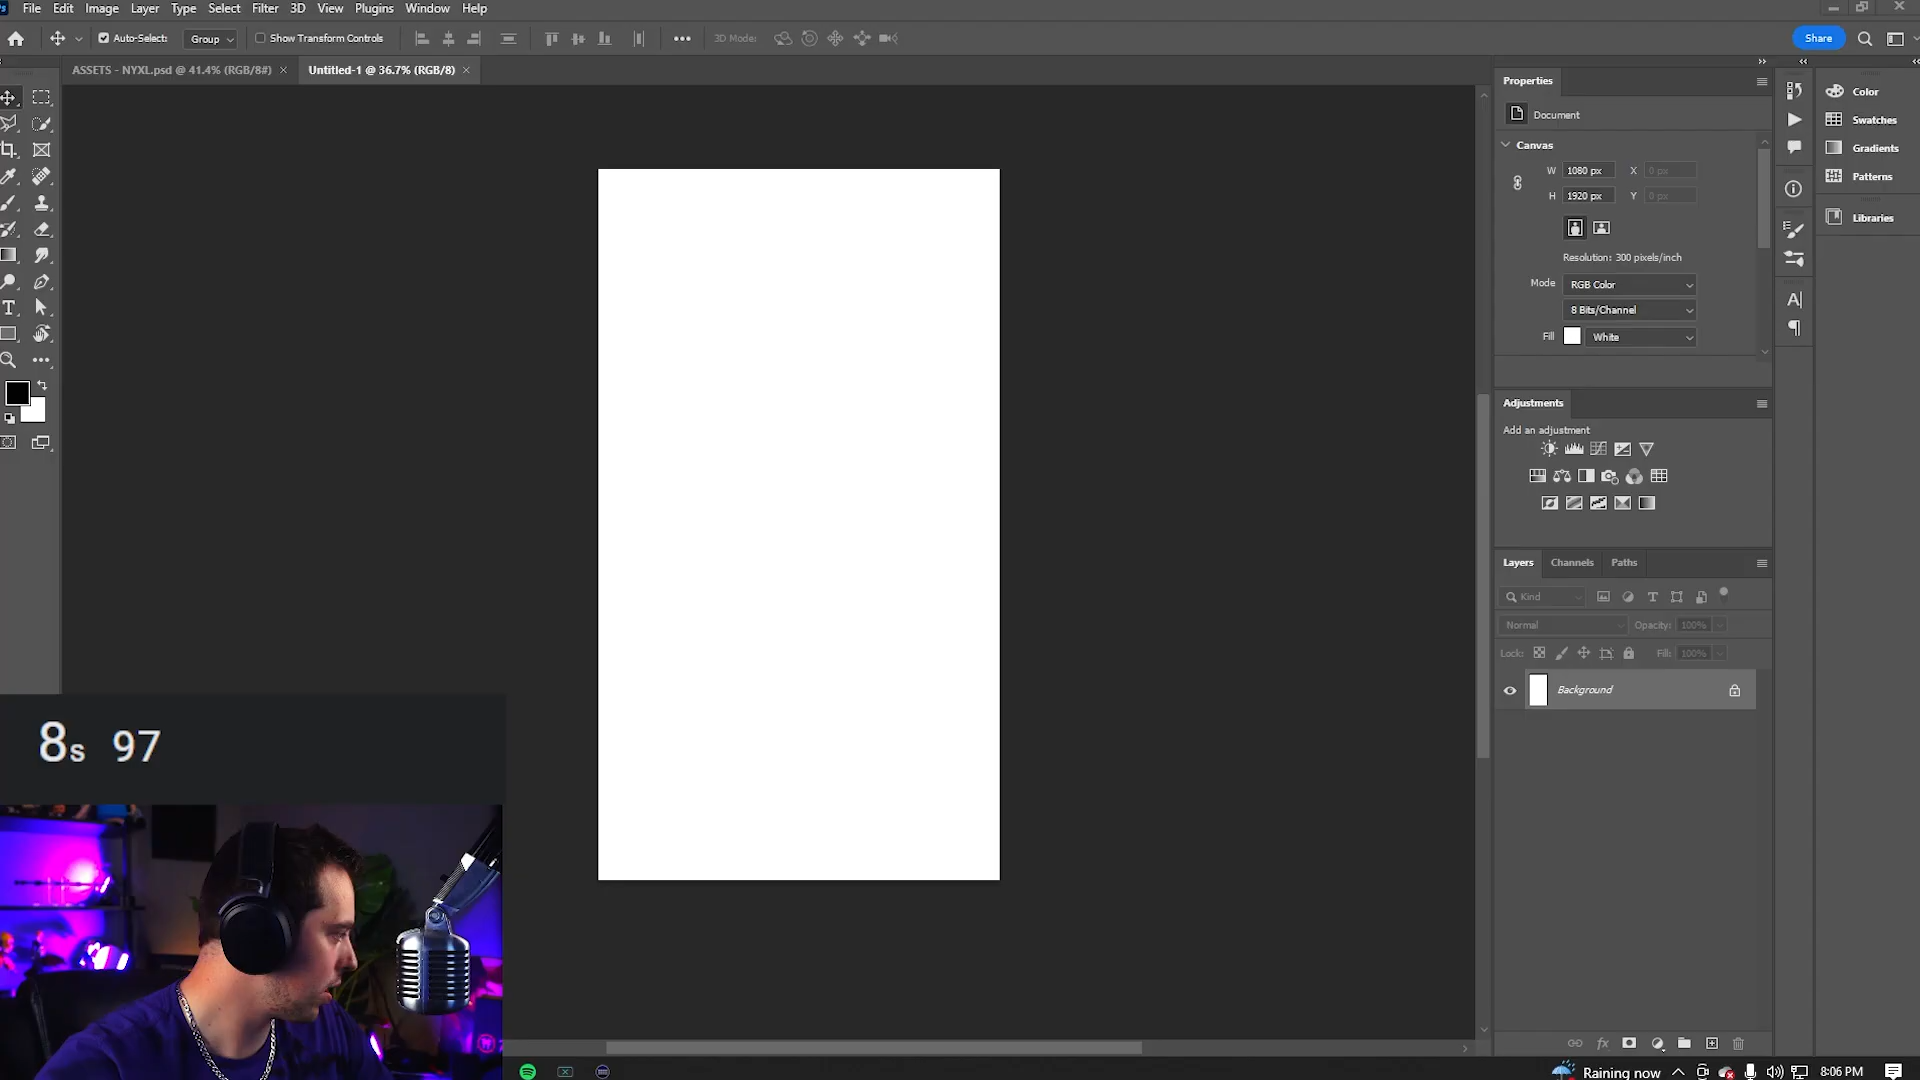 File Edit Image Layer Type Select Filter 3D View Plugins Window Help
Auto-Select: Group Show Transform Controls 3D Mode: Share
ASSETS - NYXL.psd @ 41.4% (RGB/8#) Untitled-1 @ 36.7% (RGB/8)
Properties
Document
Canvas
W 1080 px X 0 px
H 1920 px Y 0 px
Resolution: 300 pixels/inch
Mode RGB Color
8 Bits/Channel
Fill White
Color
Swatches
Gradients
Patterns
Libraries
Adjustments
Add an adjustment
Layers Channels Paths
Kind
Normal Opacity: 100%
Lock: Fill: 100%
Background
8s 97
Raining now 8:06 PM